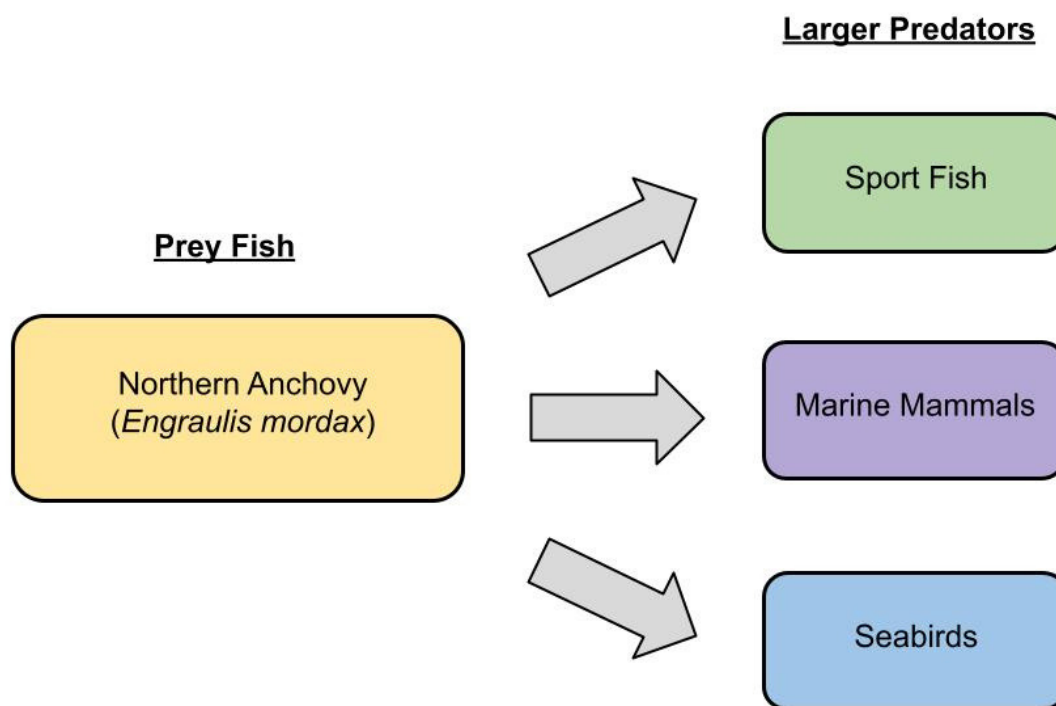 Larger Predators
Sport Fish
Prey Fish
Northern Anchovy
(Engraulis mordax)
Marine Mammals
Seabirds